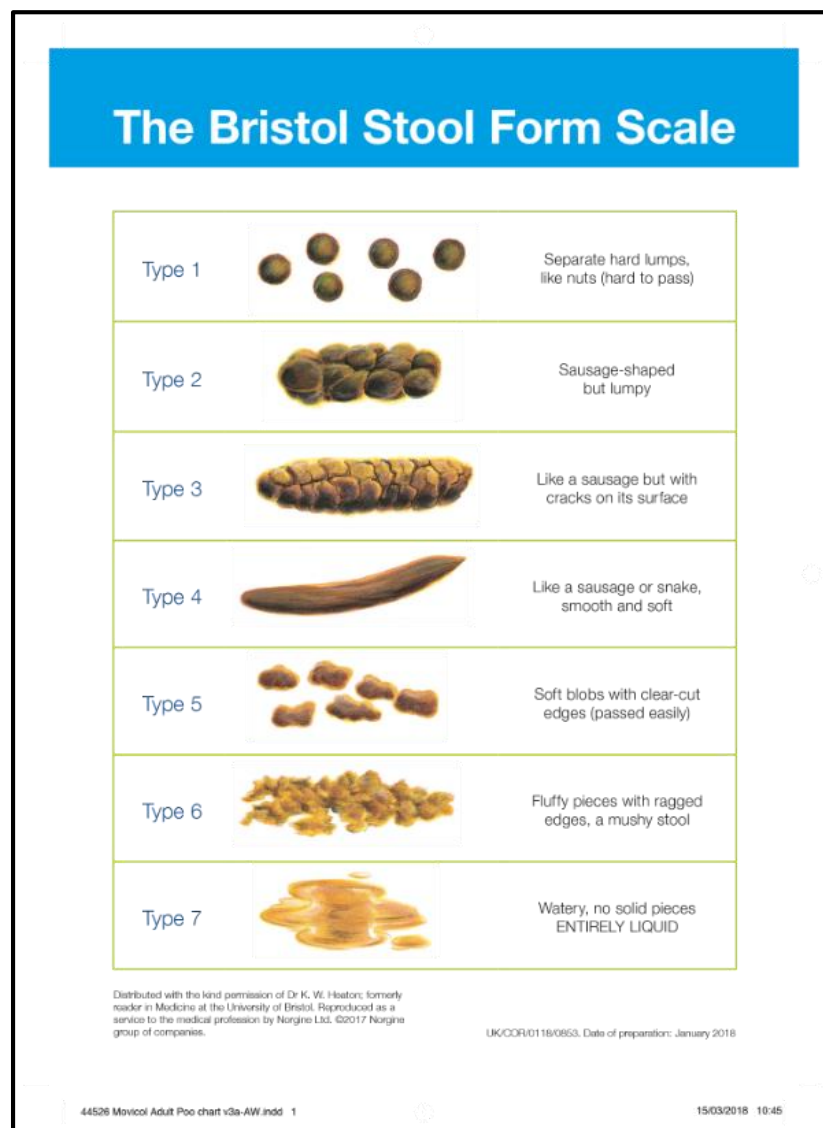 The Bristol Stool Form Scale
Type 1
Separate hard lumps,
like nuts (hard to pass)
Type 2
Sausage-shaped
but lumpy
Type 3
Like a sausage but with
cracks on its surface
Type 4
Like a sausage or snake,
smooth and soft
Type 5
Soft blobs with clear-cut
edges (passed easily)
Type 6
Fluffy pieces with ragged
edges, a mushy stool
Type 7
Watery, no solid pieces
ENTIRELY LIQUID
Distributed with the kind permission of Dr K. W. Heaton; formerly
reader in Medicine at the University of Bristol. Reproduced as a
service to the medical profession by Norgine Ltd. ©2017 Norgine
group of companies.
UK/COR/0118/0853. Date of preparation: January 2018
44526 Movicol Adult Poo chart v3a-AW.indd 1
15/03/2018 10:45